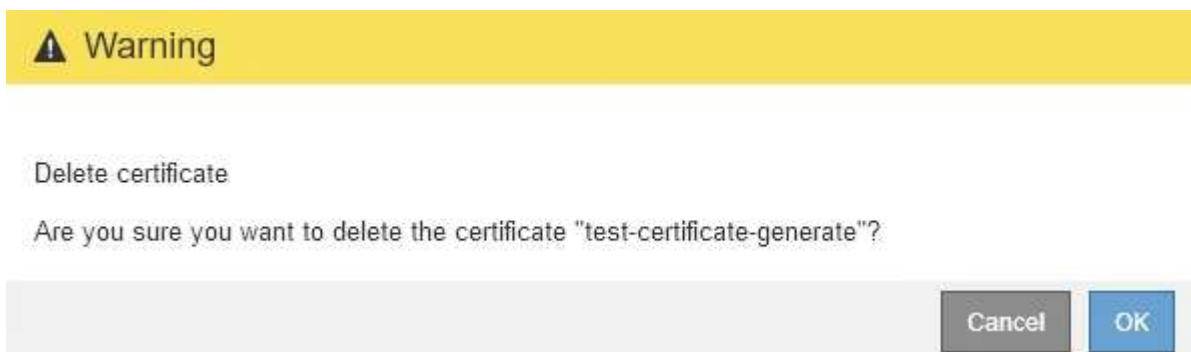 Warning
Delete certificate
Are you sure you want to delete the certificate "test-certificate-generate"?
Cancel OK